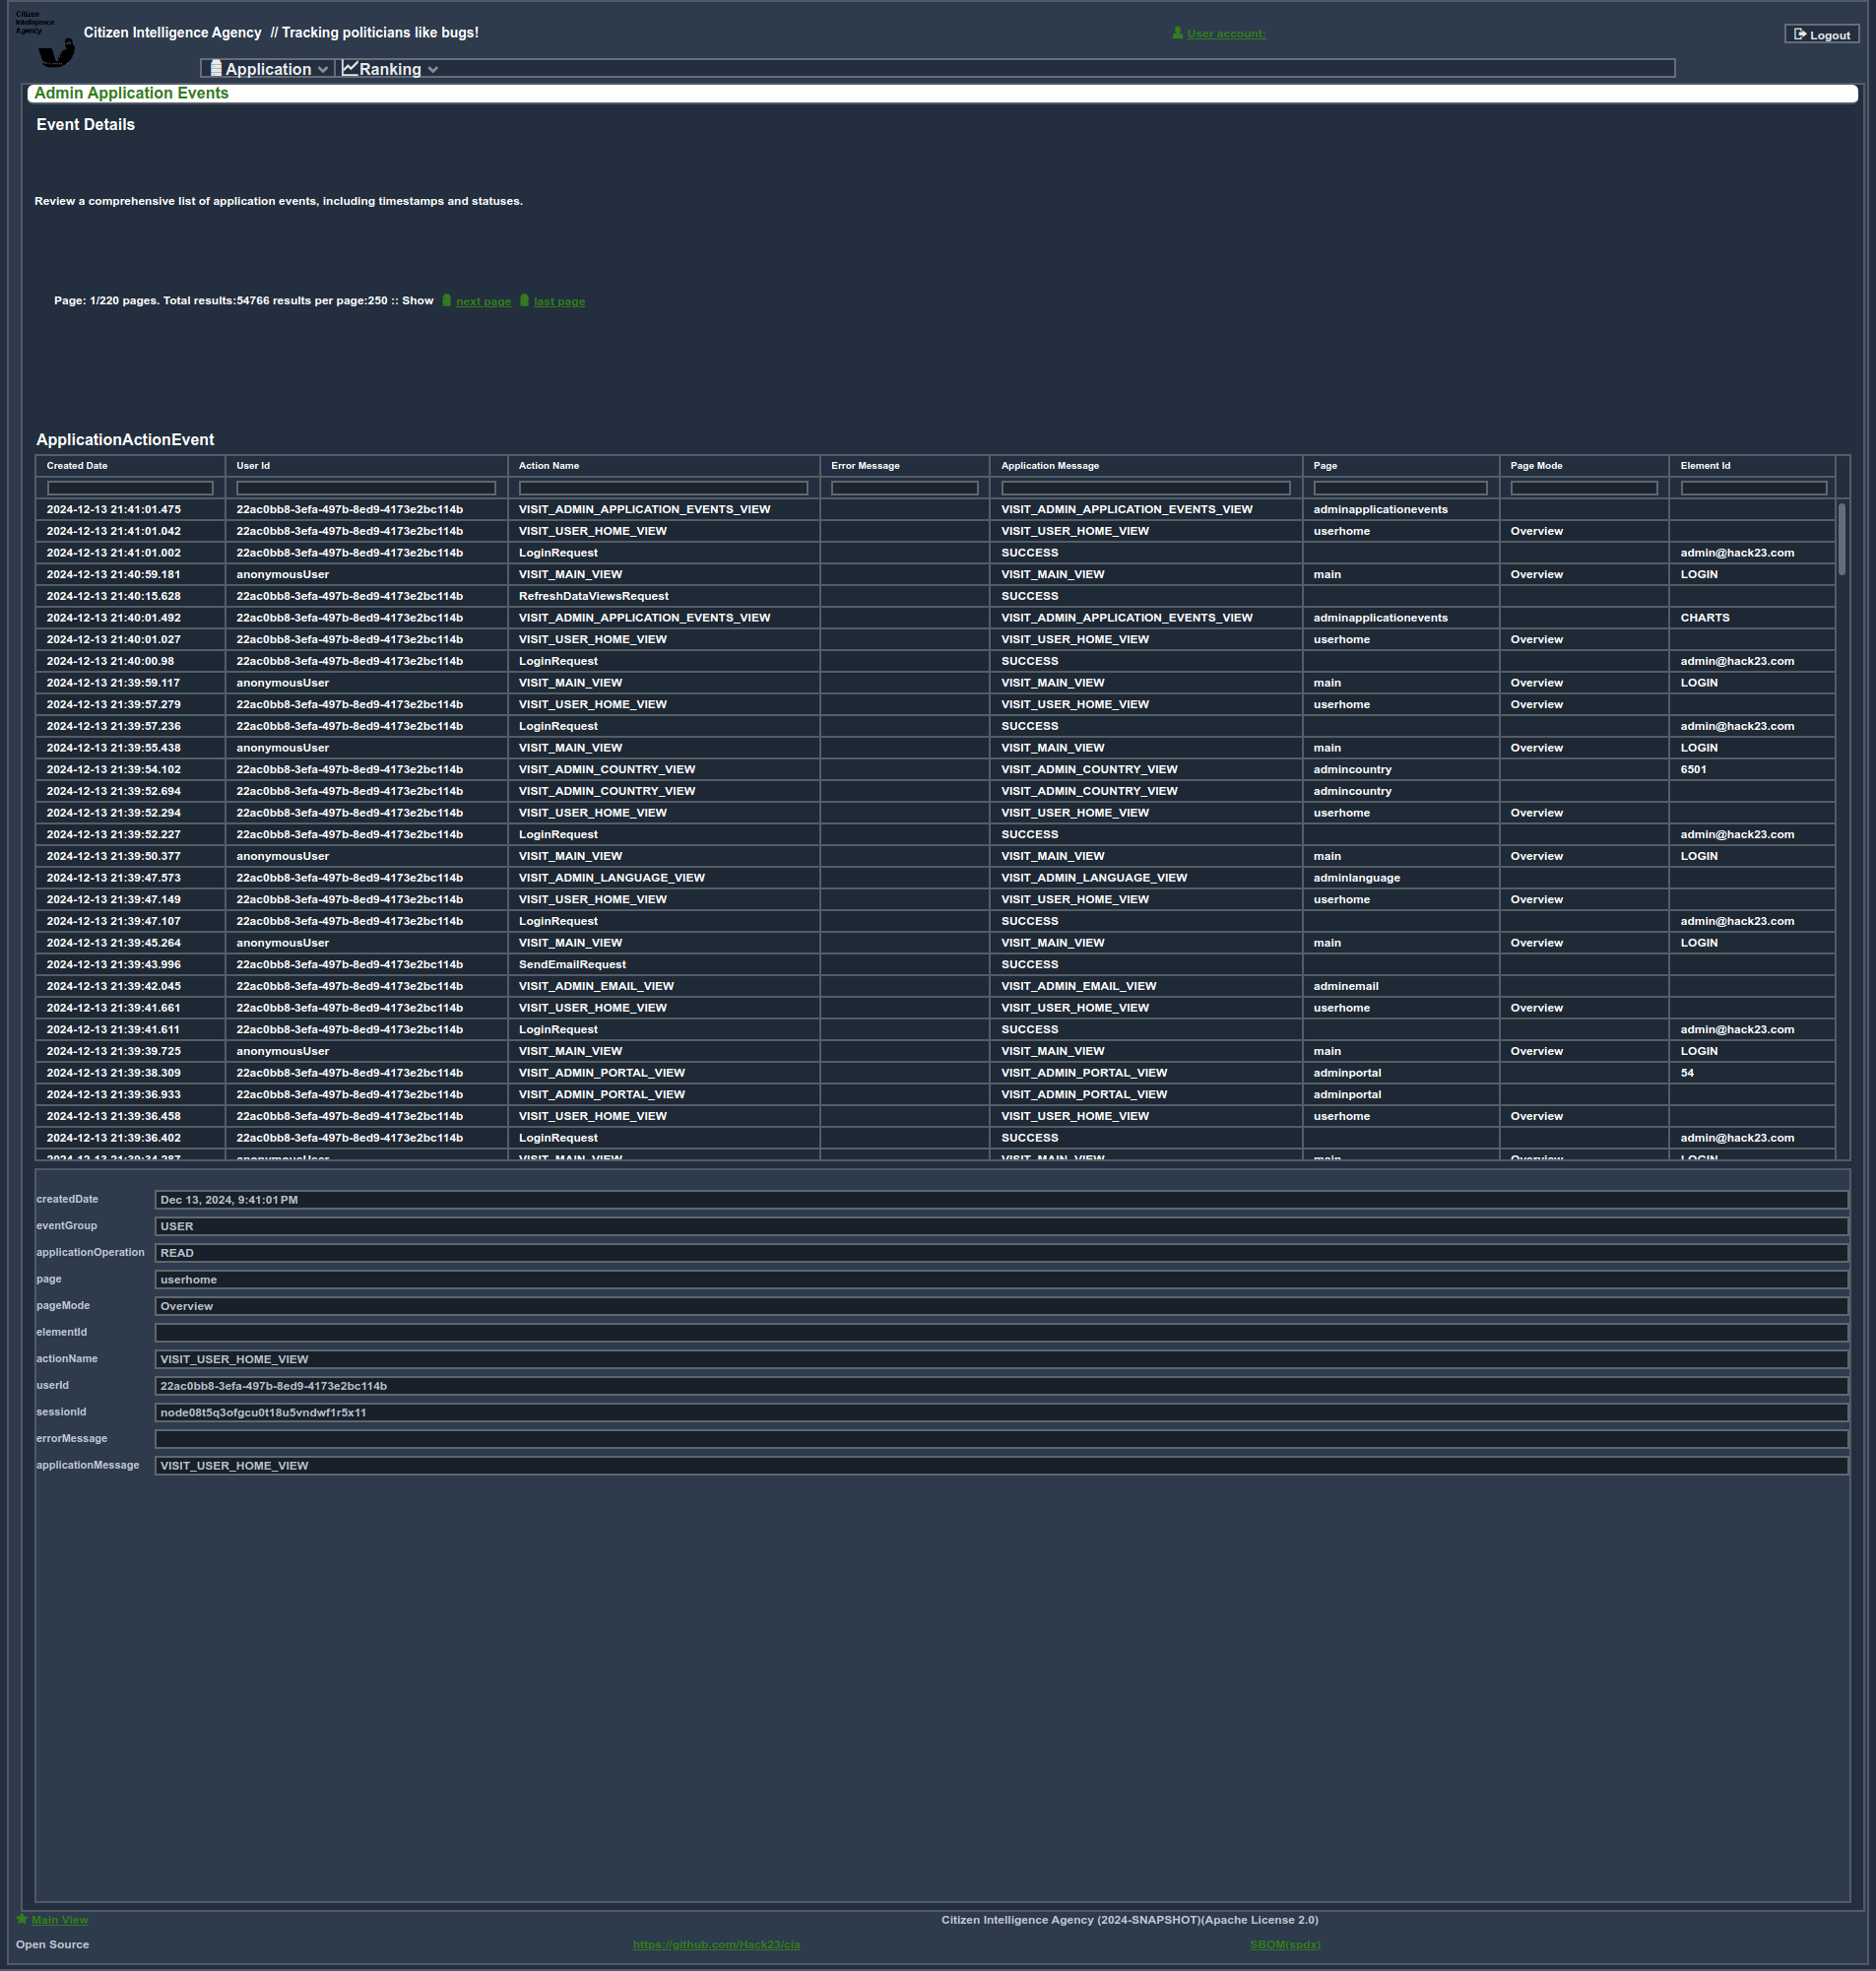 Citizen
Intelligence
Agency
Citizen Intelligence Agency // Tracking politicians like bugs!
User account:
Logout
Application Ranking
Admin Application Events
Event Details
Review a comprehensive list of application events, including timestamps and statuses.
Page: 1/220 pages. Total results:54766 results per page:250 :: Show next page last page
ApplicationActionEvent
Created Date User Id Action Name Error Message Application Message Page Page Mode Element Id
2024-12-13 21:41:01.475 22ac0bb8-3efa-497b-8ed9-4173e2bc114b VISIT_ADMIN_APPLICATION_EVENTS_VIEW VISIT_ADMIN_APPLICATION_EVENTS_VIEW adminapplicationevents
2024-12-13 21:41:01.042 22ac0bb8-3efa-497b-8ed9-4173e2bc114b VISIT_USER_HOME_VIEW VISIT_USER_HOME_VIEW userhome Overview
2024-12-13 21:41:01.002 22ac0bb8-3efa-497b-8ed9-4173e2bc114b LoginRequest SUCCESS admin@hack23.com
2024-12-13 21:40:59.181 anonymousUser VISIT_MAIN_VIEW VISIT_MAIN_VIEW main Overview LOGIN
2024-12-13 21:40:15.628 22ac0bb8-3efa-497b-8ed9-4173e2bc114b RefreshDataViewsRequest SUCCESS
2024-12-13 21:40:01.492 22ac0bb8-3efa-497b-8ed9-4173e2bc114b VISIT_ADMIN_APPLICATION_EVENTS_VIEW VISIT_ADMIN_APPLICATION_EVENTS_VIEW adminapplicationevents CHARTS
2024-12-13 21:40:01.027 22ac0bb8-3efa-497b-8ed9-4173e2bc114b VISIT_USER_HOME_VIEW VISIT_USER_HOME_VIEW userhome Overview
2024-12-13 21:40:00.98 22ac0bb8-3efa-497b-8ed9-4173e2bc114b LoginRequest SUCCESS admin@hack23.com
2024-12-13 21:39:59.117 anonymousUser VISIT_MAIN_VIEW VISIT_MAIN_VIEW main Overview LOGIN
2024-12-13 21:39:57.279 22ac0bb8-3efa-497b-8ed9-4173e2bc114b VISIT_USER_HOME_VIEW VISIT_USER_HOME_VIEW userhome Overview
2024-12-13 21:39:57.236 22ac0bb8-3efa-497b-8ed9-4173e2bc114b LoginRequest SUCCESS admin@hack23.com
2024-12-13 21:39:55.438 anonymousUser VISIT_MAIN_VIEW VISIT_MAIN_VIEW main Overview LOGIN
2024-12-13 21:39:54.102 22ac0bb8-3efa-497b-8ed9-4173e2bc114b VISIT_ADMIN_COUNTRY_VIEW VISIT_ADMIN_COUNTRY_VIEW admincountry 6501
2024-12-13 21:39:52.694 22ac0bb8-3efa-497b-8ed9-4173e2bc114b VISIT_ADMIN_COUNTRY_VIEW VISIT_ADMIN_COUNTRY_VIEW admincountry
2024-12-13 21:39:52.294 22ac0bb8-3efa-497b-8ed9-4173e2bc114b VISIT_USER_HOME_VIEW VISIT_USER_HOME_VIEW userhome Overview
2024-12-13 21:39:52.227 22ac0bb8-3efa-497b-8ed9-4173e2bc114b LoginRequest SUCCESS admin@hack23.com
2024-12-13 21:39:50.377 anonymousUser VISIT_MAIN_VIEW VISIT_MAIN_VIEW main Overview LOGIN
2024-12-13 21:39:47.573 22ac0bb8-3efa-497b-8ed9-4173e2bc114b VISIT_ADMIN_LANGUAGE_VIEW VISIT_ADMIN_LANGUAGE_VIEW adminlanguage
2024-12-13 21:39:47.149 22ac0bb8-3efa-497b-8ed9-4173e2bc114b VISIT_USER_HOME_VIEW VISIT_USER_HOME_VIEW userhome Overview
2024-12-13 21:39:47.107 22ac0bb8-3efa-497b-8ed9-4173e2bc114b LoginRequest SUCCESS admin@hack23.com
2024-12-13 21:39:45.264 anonymousUser VISIT_MAIN_VIEW VISIT_MAIN_VIEW main Overview LOGIN
2024-12-13 21:39:43.996 22ac0bb8-3efa-497b-8ed9-4173e2bc114b SendEmailRequest SUCCESS
2024-12-13 21:39:42.045 22ac0bb8-3efa-497b-8ed9-4173e2bc114b VISIT_ADMIN_EMAIL_VIEW VISIT_ADMIN_EMAIL_VIEW adminemail
2024-12-13 21:39:41.661 22ac0bb8-3efa-497b-8ed9-4173e2bc114b VISIT_USER_HOME_VIEW VISIT_USER_HOME_VIEW userhome Overview
2024-12-13 21:39:41.611 22ac0bb8-3efa-497b-8ed9-4173e2bc114b LoginRequest SUCCESS admin@hack23.com
2024-12-13 21:39:39.725 anonymousUser VISIT_MAIN_VIEW VISIT_MAIN_VIEW main Overview LOGIN
2024-12-13 21:39:38.309 22ac0bb8-3efa-497b-8ed9-4173e2bc114b VISIT_ADMIN_PORTAL_VIEW VISIT_ADMIN_PORTAL_VIEW adminportal 54
2024-12-13 21:39:36.933 22ac0bb8-3efa-497b-8ed9-4173e2bc114b VISIT_ADMIN_PORTAL_VIEW VISIT_ADMIN_PORTAL_VIEW adminportal
2024-12-13 21:39:36.458 22ac0bb8-3efa-497b-8ed9-4173e2bc114b VISIT_USER_HOME_VIEW VISIT_USER_HOME_VIEW userhome Overview
2024-12-13 21:39:36.402 22ac0bb8-3efa-497b-8ed9-4173e2bc114b LoginRequest SUCCESS admin@hack23.com
2024-12-13 21:39:34.287 anonymousUser VISIT_MAIN_VIEW VISIT_MAIN_VIEW main Overview LOGIN
createdDate Dec 13, 2024, 9:41:01 PM
eventGroup USER
applicationOperation READ
page userhome
pageMode Overview
elementId
actionName VISIT_USER_HOME_VIEW
userId 22ac0bb8-3efa-497b-8ed9-4173e2bc114b
sessionId node08t5q3ofgcu0t18u5vndwf1r5x11
errorMessage
applicationMessage VISIT_USER_HOME_VIEW
Main View Citizen Intelligence Agency (2024-SNAPSHOT)(Apache License 2.0)
Open Source https://github.com/Hack23/cia SBOM(spdx)